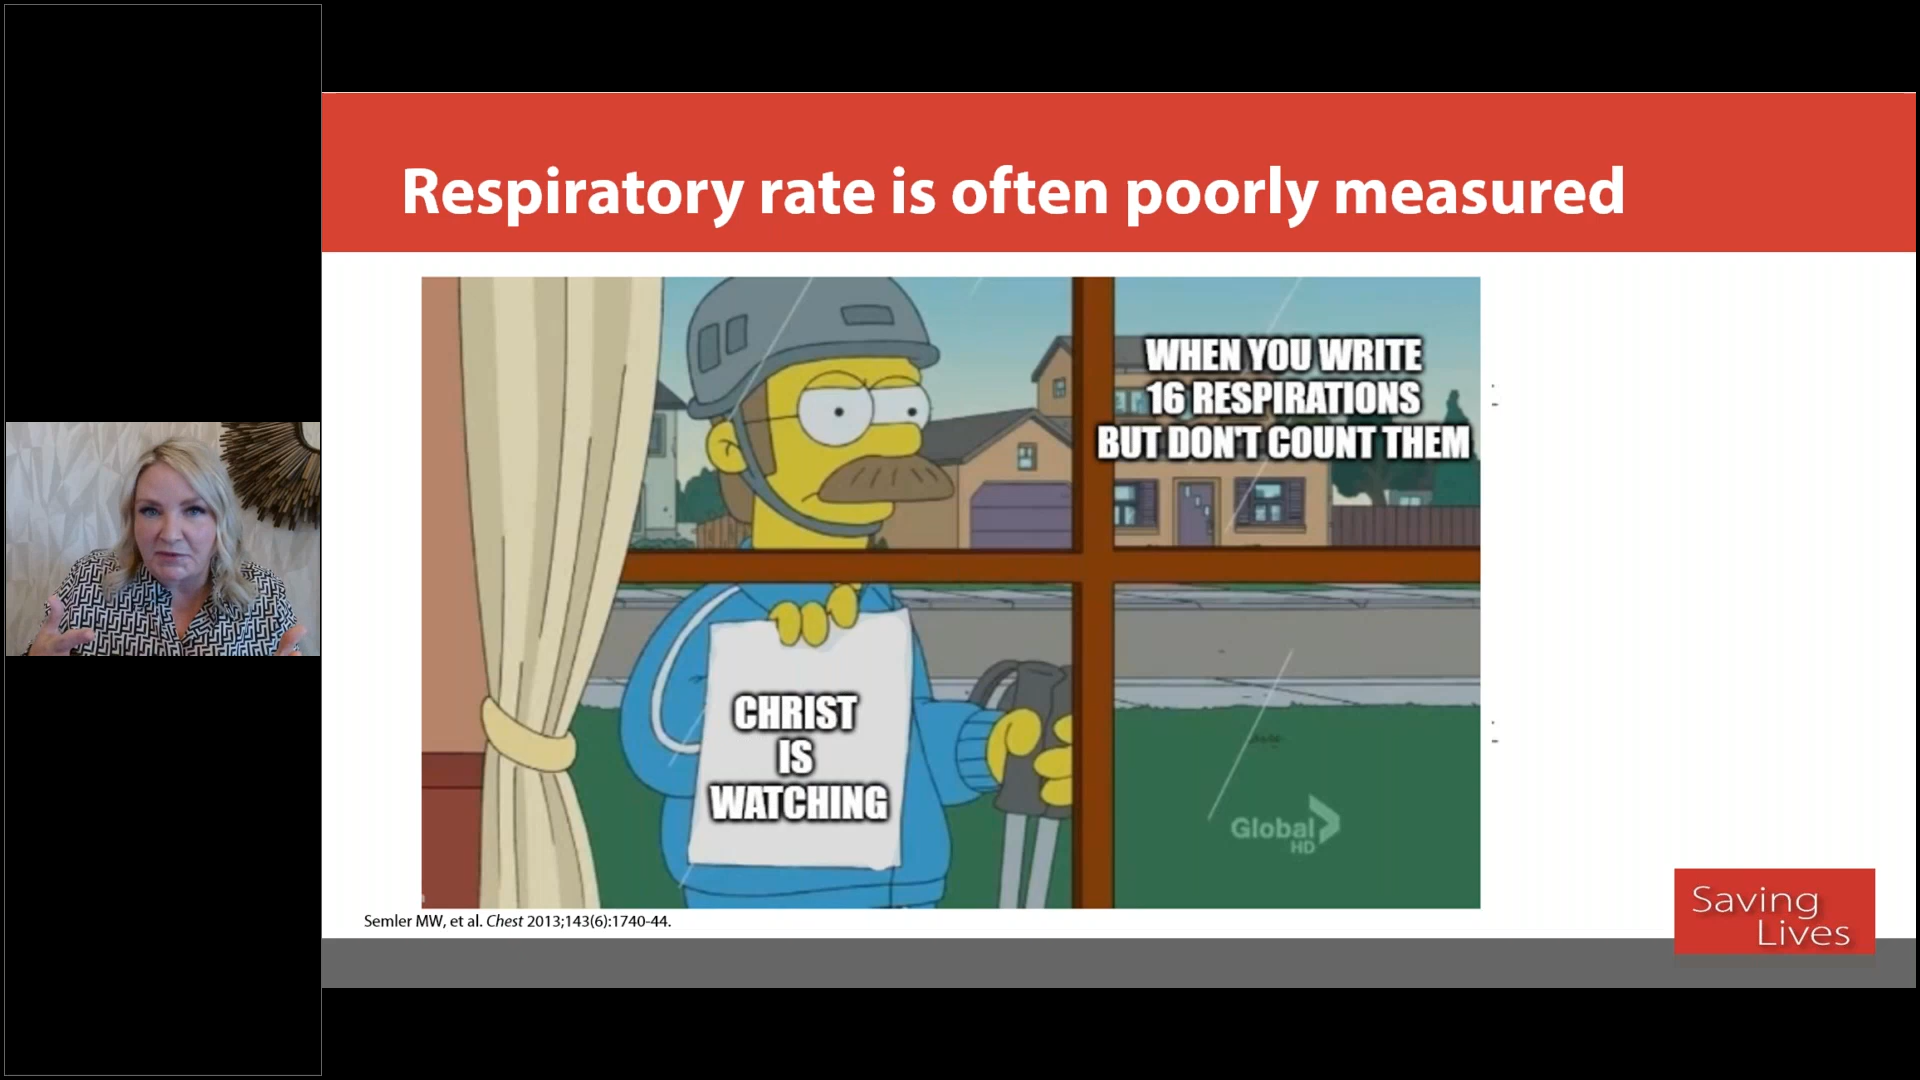 Respiratory rate is often poorly measured
WHEN YOU WRITE
16 RESPIRATIONS
BUT DON'T COUNT THEM
CHRIST
IS
WATCHING
Global
HD
Semler MW, et al. Chest 2013;143(6):1740-44.
Saving
Lives